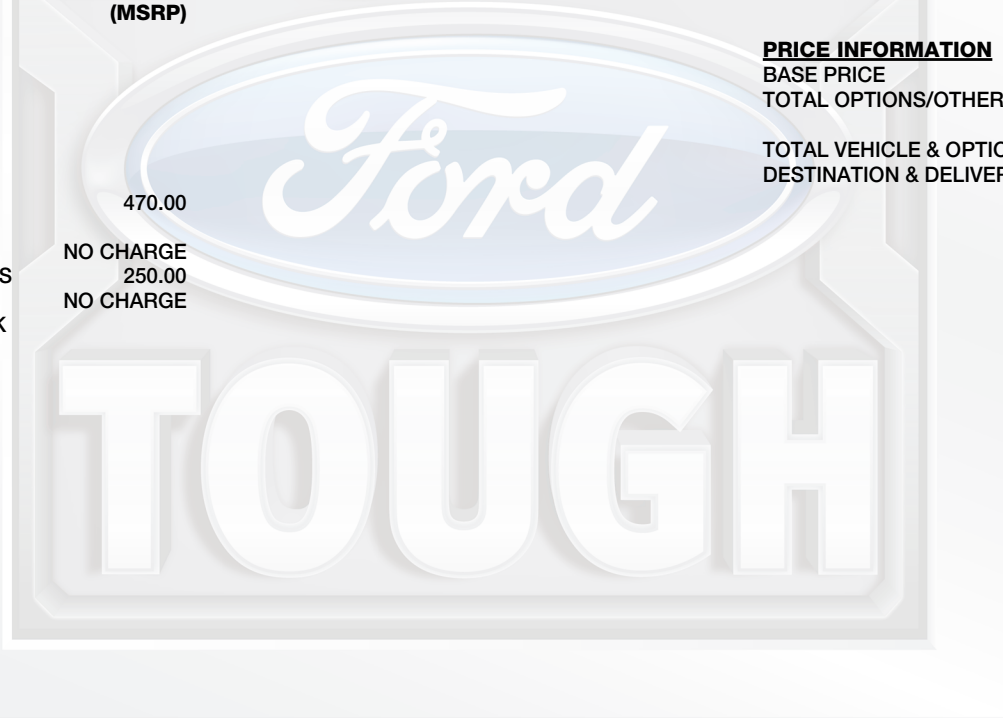 (MSRP)
470.00
NO CHARGE
S 250.00
NO CHARGE
K
PRICE INFORMATION
BASE PRICE
TOTAL OPTIONS/OTHER
TOTAL VEHICLE & OPTIO
DESTINATION & DELIVER
Ford
TOUGH